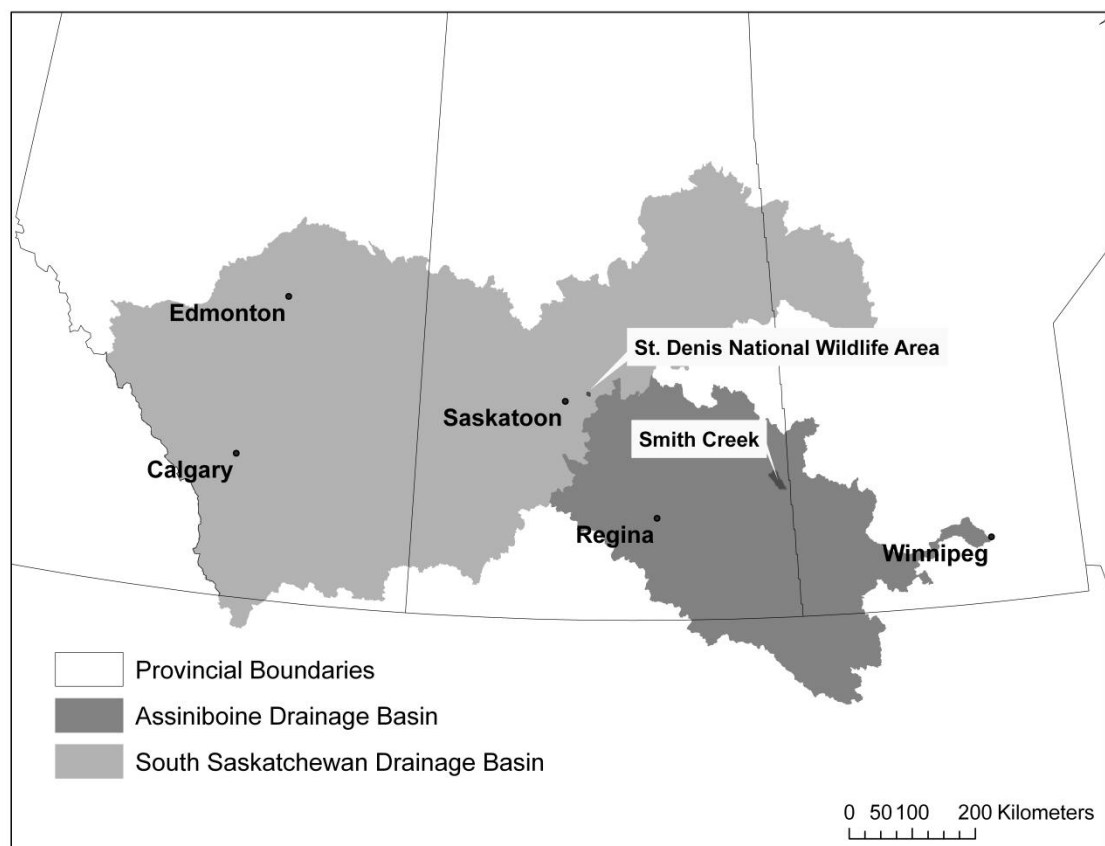 Edmonton
St. Denis National Wildlife Area
Saskatoon
Smith Creek
Calgary
Regina
Winnipeg
Provincial Boundaries
Assiniboine Drainage Basin
South Saskatchewan Drainage Basin
0 50 100 200 Kilometers